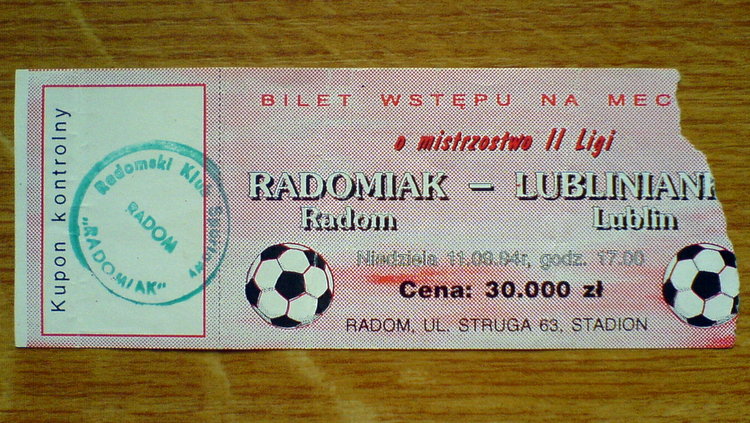 Kupon kontrolny
Radomski Klub
"RADOMIAK"
RADOM
BILET WSTĘPU NA MEC
o mistrzostwo II Ligi
RADOMIAK – LUBLINIAN
Radom Lublin
Niedziela 11.09.94r, godz. 17.00
Cena: 30.000 zł
RADOM, UL. STRUGA 63, STADION